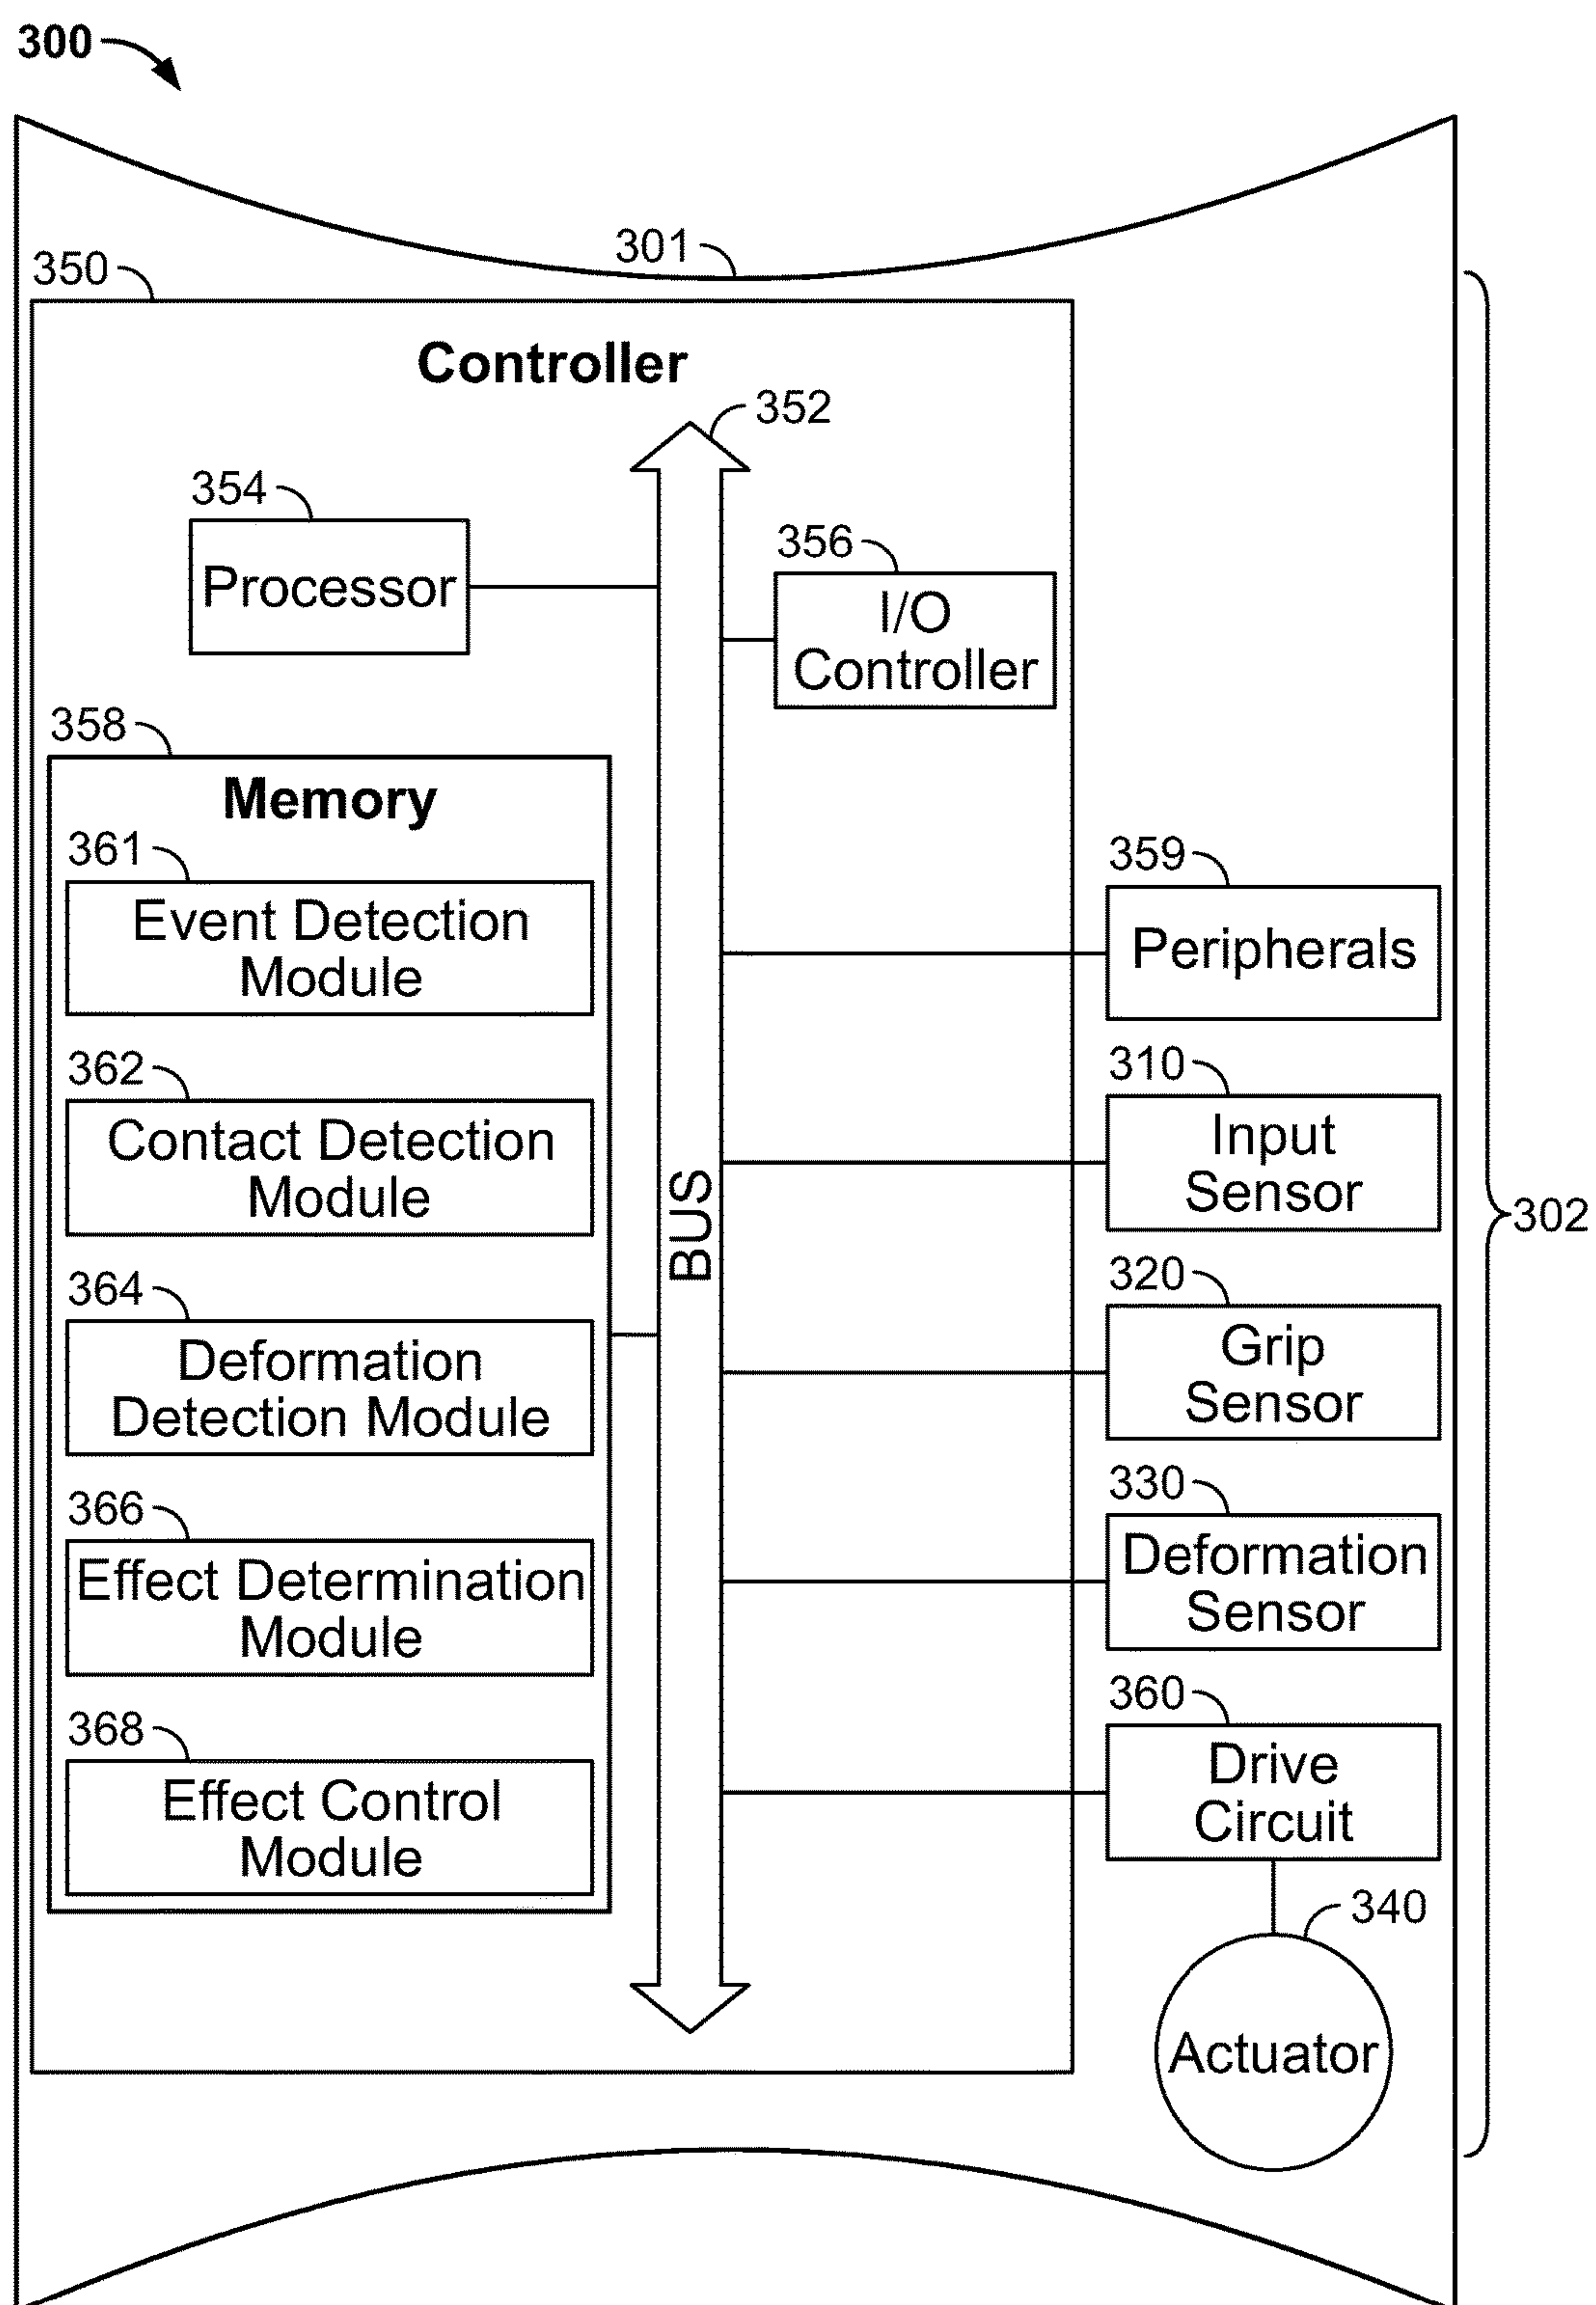 300
301
350
Controller
352
354
Processor
356
I/O
Controller
358
Memory
361
Event Detection
Module
362
Contact Detection
Module
364
Deformation
Detection Module
366
Effect Determination
Module
368
Effect Control
Module
BUS
359
Peripherals
310
Input
Sensor
320
Grip
Sensor
330
Deformation
Sensor
360
Drive
Circuit
340
Actuator
302